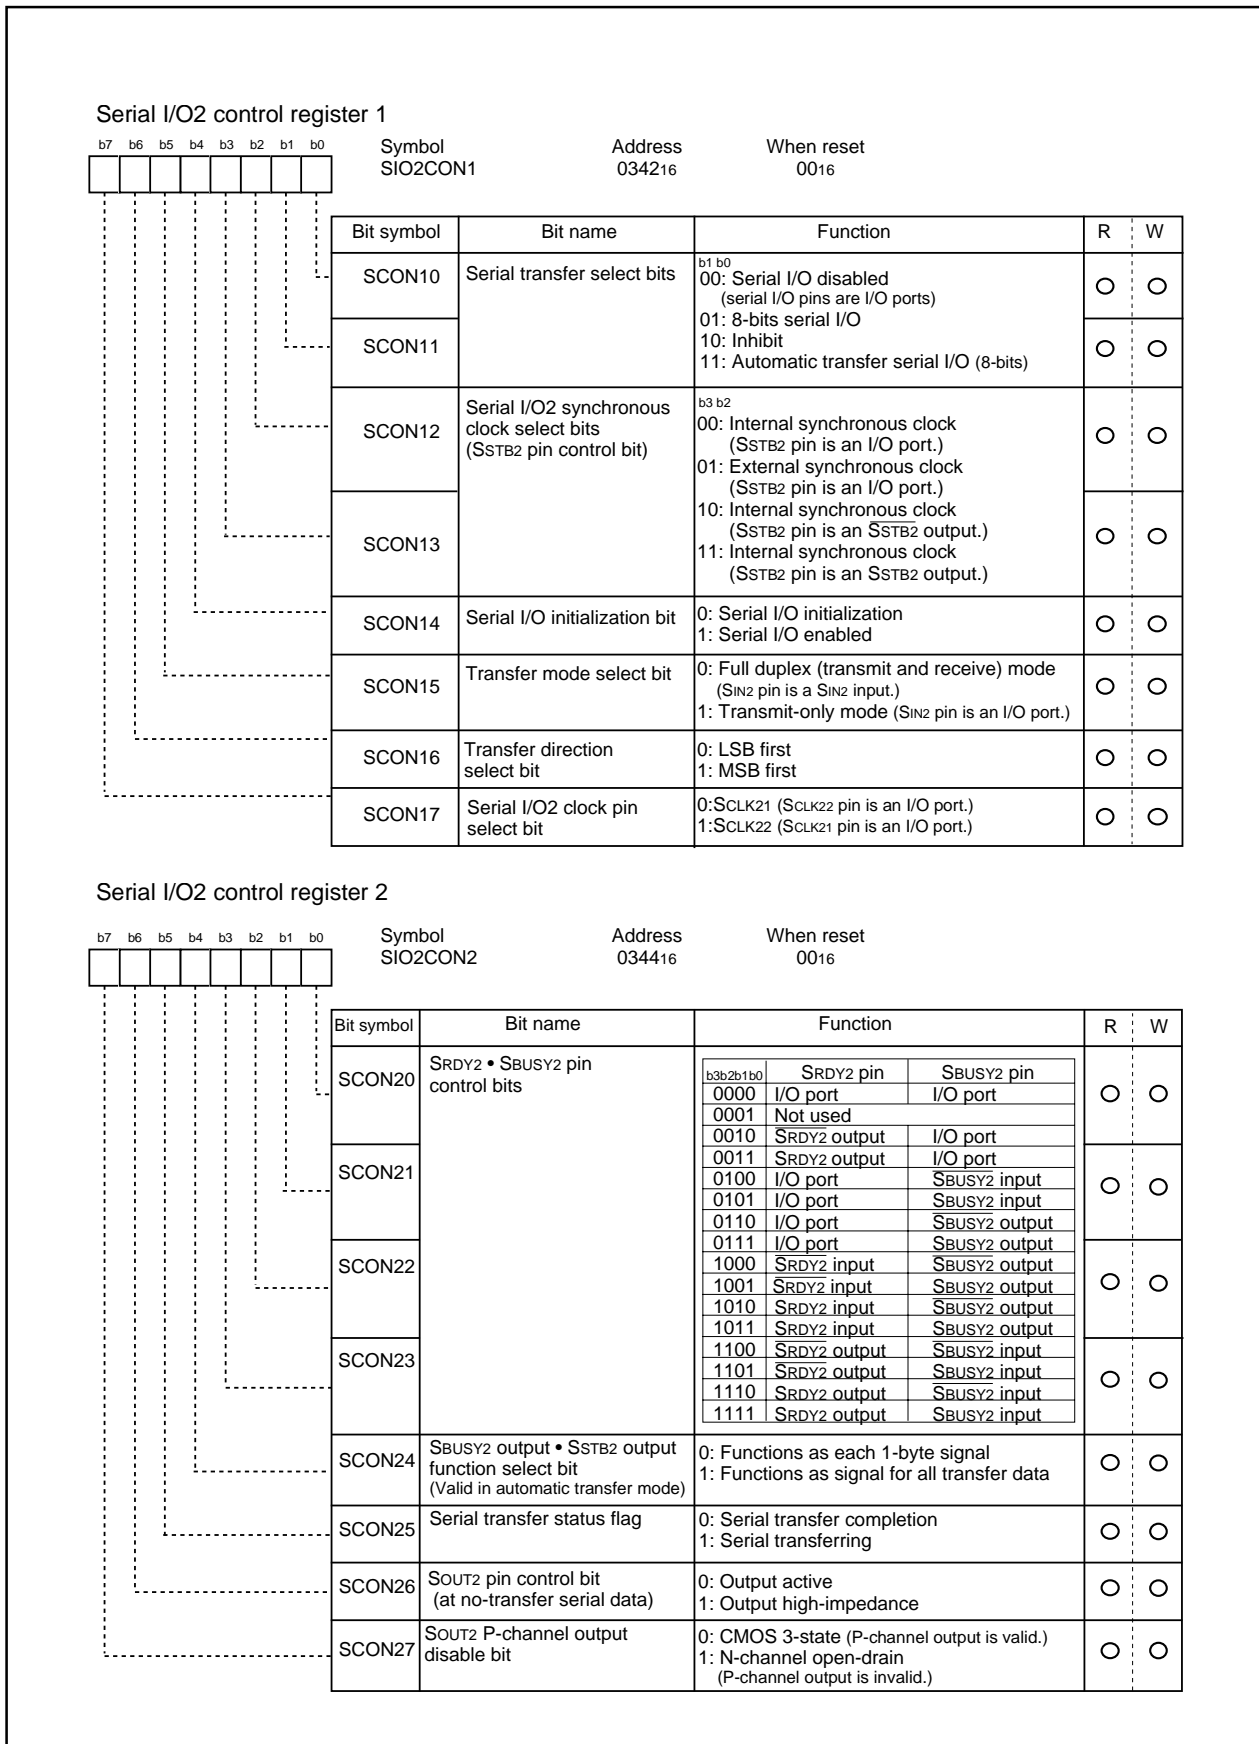 Serial I/O2 control register 1
b7 b6 b5 b4 b3 b2 b1 b0
Symbol Address When reset
SIO2CON1 034216 0016
Bit symbol Bit name Function R W
SCON10 Serial transfer select bits
b1 b0
00: Serial I/O disabled
(serial I/O pins are I/O ports)
01: 8-bits serial I/O
SCON11
10: Inhibit
11: Automatic transfer serial I/O (8-bits)
SCON12
Serial I/O2 synchronous
clock select bits
(SSTB2 pin control bit)
b3 b2
00: Internal synchronous clock
(SSTB2 pin is an I/O port.)
01: External synchronous clock
(SSTB2 pin is an I/O port.)
SCON13
10: Internal synchronous clock
(SSTB2 pin is an S̅S̅T̅B̅2̅ output.)
11: Internal synchronous clock
(SSTB2 pin is an SSTB2 output.)
SCON14 Serial I/O initialization bit
0: Serial I/O initialization
1: Serial I/O enabled
SCON15 Transfer mode select bit
0: Full duplex (transmit and receive) mode
(SIN2 pin is a SIN2 input.)
1: Transmit-only mode (SIN2 pin is an I/O port.)
SCON16
Transfer direction
select bit
0: LSB first
1: MSB first
SCON17
Serial I/O2 clock pin
select bit
0:SCLK21 (SCLK22 pin is an I/O port.)
1:SCLK22 (SCLK21 pin is an I/O port.)
Serial I/O2 control register 2
b7 b6 b5 b4 b3 b2 b1 b0
Symbol Address When reset
SIO2CON2 034416 0016
Bit symbol Bit name Function R W
SCON20
SRDY2 • SBUSY2 pin
control bits
SCON21
SCON22
SCON23
b3b2b1b0 SRDY2 pin SBUSY2 pin
0000 I/O port I/O port
0001 Not used
0010 S̅R̅D̅Y̅2̅ output I/O port
0011 SRDY2 output I/O port
0100 I/O port S̅B̅U̅S̅Y̅2̅ input
0101 I/O port SBUSY2 input
0110 I/O port S̅B̅U̅S̅Y̅2̅ output
0111 I/O port SBUSY2 output
1000 S̅R̅D̅Y̅2̅ input S̅B̅U̅S̅Y̅2̅ output
1001 S̅R̅D̅Y̅2̅ input SBUSY2 output
1010 SRDY2 input S̅B̅U̅S̅Y̅2̅ output
1011 SRDY2 input SBUSY2 output
1100 S̅R̅D̅Y̅2̅ output S̅B̅U̅S̅Y̅2̅ input
1101 S̅R̅D̅Y̅2̅ output SBUSY2 input
1110 SRDY2 output S̅B̅U̅S̅Y̅2̅ input
1111 SRDY2 output SBUSY2 input
SCON24
SBUSY2 output • SSTB2 output
function select bit
(Valid in automatic transfer mode)
0: Functions as each 1-byte signal
1: Functions as signal for all transfer data
SCON25 Serial transfer status flag
0: Serial transfer completion
1: Serial transferring
SCON26
SOUT2 pin control bit
(at no-transfer serial data)
0: Output active
1: Output high-impedance
SCON27
SOUT2 P-channel output
disable bit
0: CMOS 3-state (P-channel output is valid.)
1: N-channel open-drain
(P-channel output is invalid.)